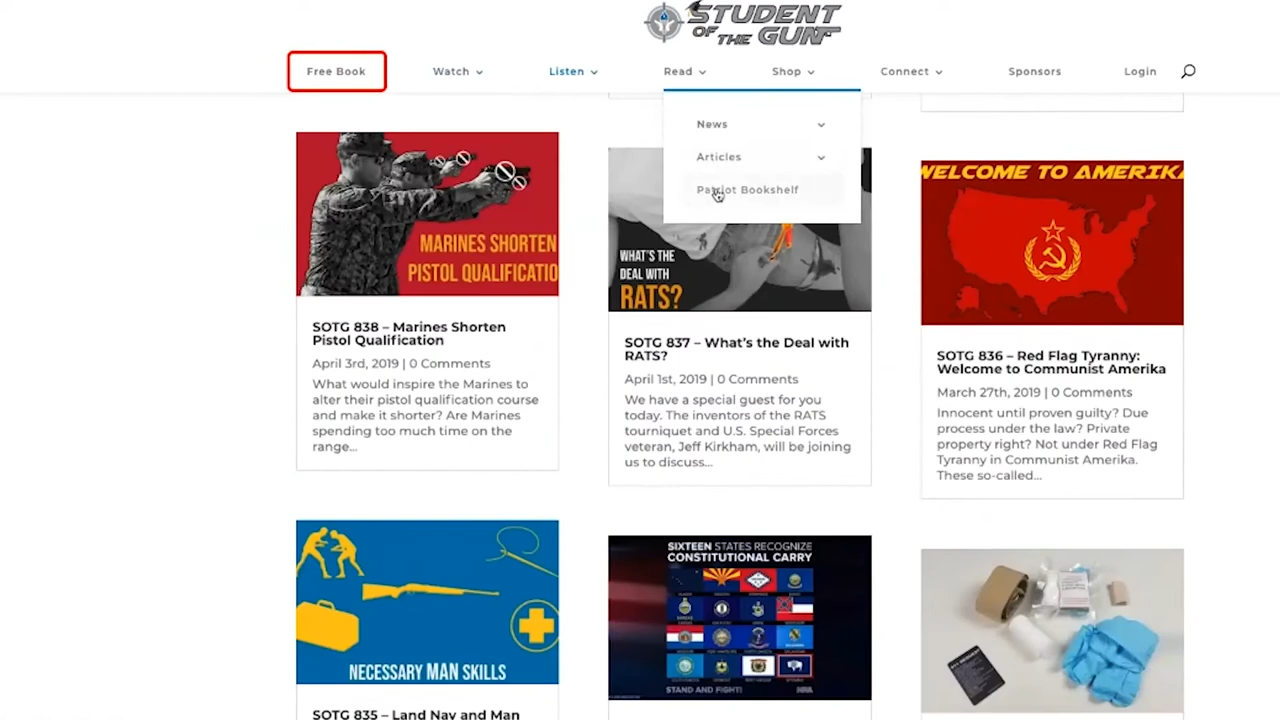 STUDENT
OF THE GUN
Free Book
Watch
Listen
Read
Shop
Connect
Sponsors
Login
News
Articles
Patriot Bookshelf
MARINES SHORTEN
PISTOL QUALIFICATIO
SOTG 838 – Marines Shorten
Pistol Qualification
April 3rd, 2019 | 0 Comments
What would inspire the Marines to
alter their pistol qualification course
and make it shorter? Are Marines
spending too much time on the
range...
WHAT'S THE
DEAL WITH
RATS?
SOTG 837 – What's the Deal with
RATS?
April 1st, 2019 | 0 Comments
We have a special guest for you
today. The inventors of the RATS
tourniquet and U.S. Special Forces
veteran, Jeff Kirkham, will be joining
us to discuss...
WELCOME TO AMERIKA
SOTG 836 – Red Flag Tyranny:
Welcome to Communist Amerika
March 27th, 2019 | 0 Comments
Innocent until proven guilty? Due
process under the law? Private
property right? Not under Red Flag
Tyranny in Communist Amerika.
These so-called...
NECESSARY MAN SKILLS
SOTG 835 – Land Nav and Man
SIXTEEN STATES RECOGNIZE
CONSTITUTIONAL CARRY
STAND AND FIGHT!
NRA